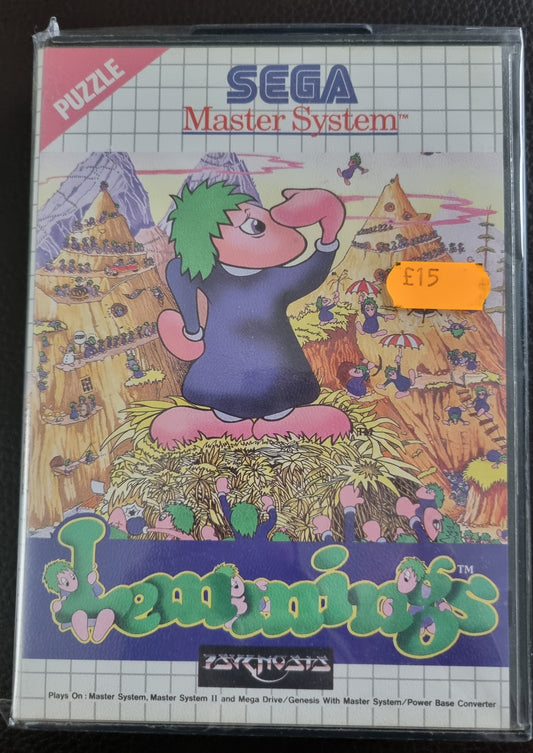 PUZZLE
SEGA
Master System™
£15
Lemmings™
PSYGNOSIS
Plays On : Master System, Master System II and Mega Drive/Genesis With Master System/Power Base Converter